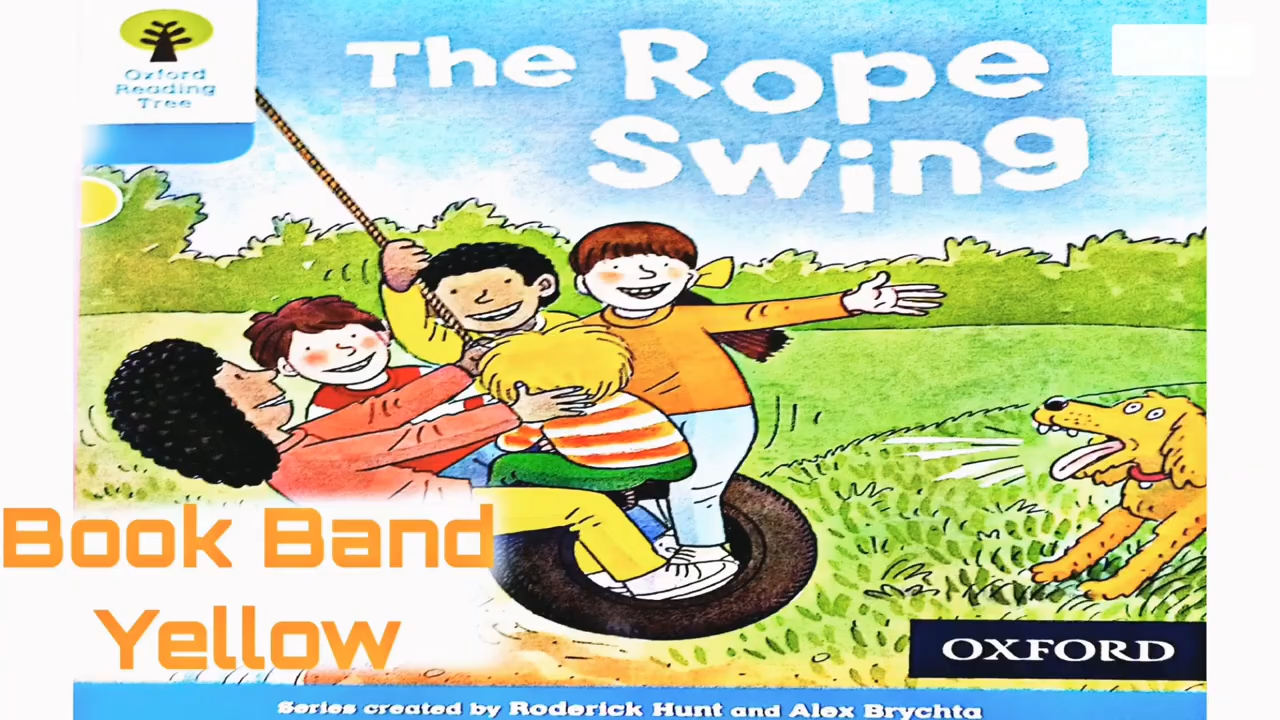 Oxford
Reading
Tree
The Rope
Swing
Book Band
Yellow
OXFORD
Series created by Roderick Hunt and Alex Brychta